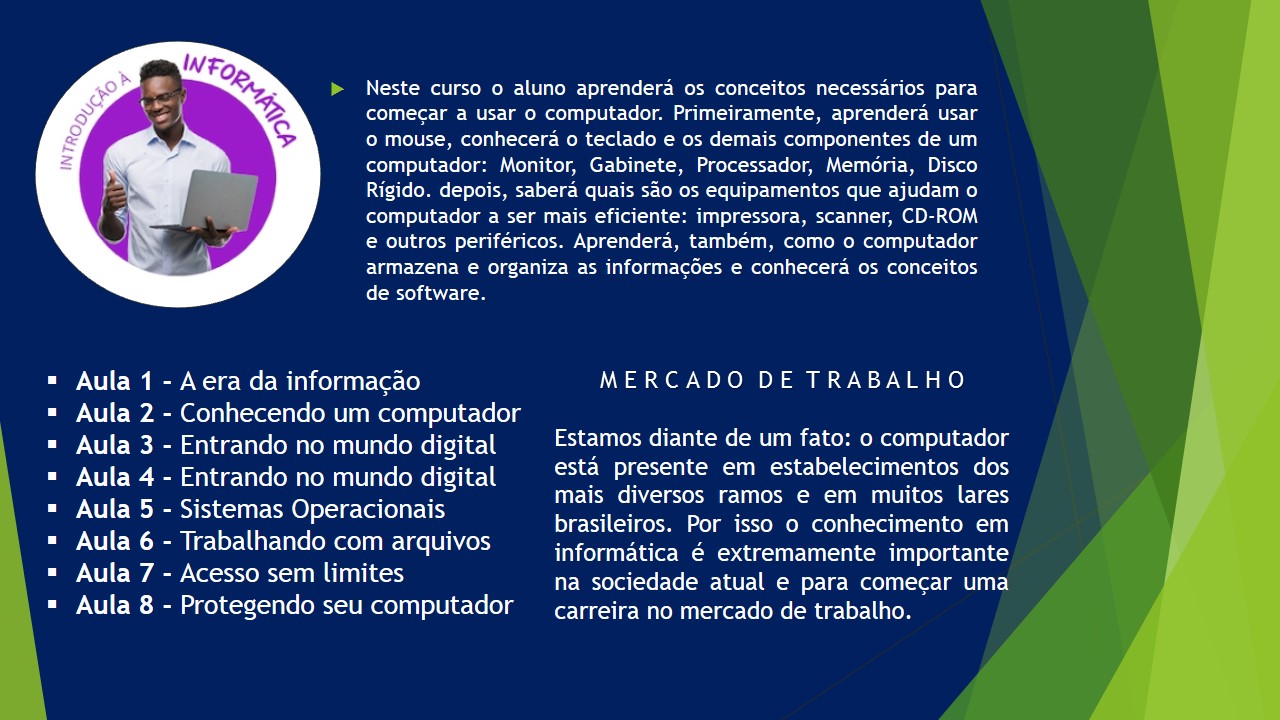 INTRODUÇÃO À INFORMÁTICA
Neste curso o aluno aprenderá os conceitos necessários para
começar a usar o computador. Primeiramente, aprenderá usar
o mouse, conhecerá o teclado e os demais componentes de um
computador: Monitor, Gabinete, Processador, Memória, Disco
Rígido. depois, saberá quais são os equipamentos que ajudam o
computador a ser mais eficiente: impressora, scanner, CD-ROM
e outros periféricos. Aprenderá, também, como o computador
armazena e organiza as informações e conhecerá os conceitos
de software.
Aula 1 - A era da informação
Aula 2 - Conhecendo um computador
Aula 3 - Entrando no mundo digital
Aula 4 - Entrando no mundo digital
Aula 5 - Sistemas Operacionais
Aula 6 - Trabalhando com arquivos
Aula 7 - Acesso sem limites
Aula 8 - Protegendo seu computador
MERCADO DE TRABALHO
Estamos diante de um fato: o computador
está presente em estabelecimentos dos
mais diversos ramos e em muitos lares
brasileiros. Por isso o conhecimento em
informática é extremamente importante
na sociedade atual e para começar uma
carreira no mercado de trabalho.